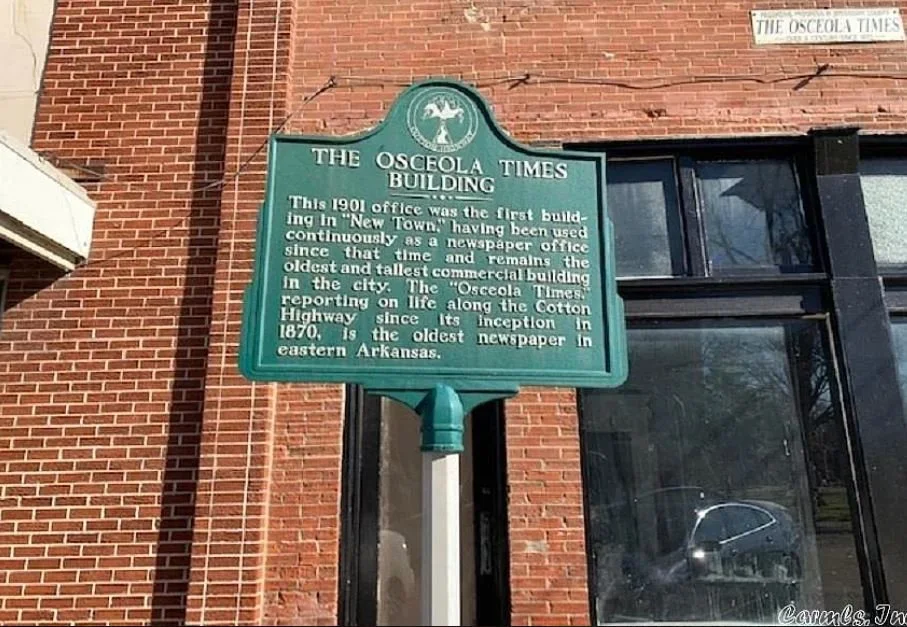 THE OSCEOLA TIMES
THE OSCEOLA TIMES
BUILDING
This 1901 office was the first build-
ing in "New Town," having been used
continuously as a newspaper office
since that time and remains the
oldest and tallest commercial building
in the city. The "Osceola Times,"
reporting on life along the Cotton
Highway since its inception in
1870, is the oldest newspaper in
eastern Arkansas.